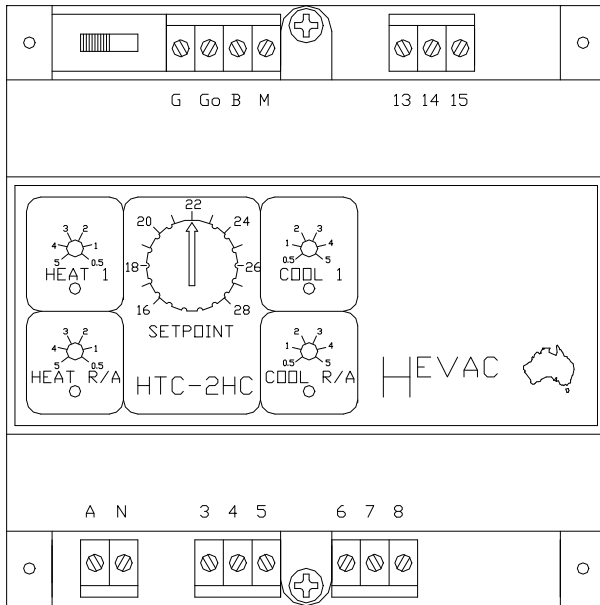 G Go B M 13 14 15
22
20 24
18 26
16 28
SETPOINT
HTC-2HC
3 2
4 1
5 0.5
HEAT 1
3 2
4 1
5 0.5
HEAT R/A
2 3
1 4
0.5 5
COOL 1
2 3
1 4
0.5 5
COOL R/A
HEVAC
A N 3 4 5 6 7 8